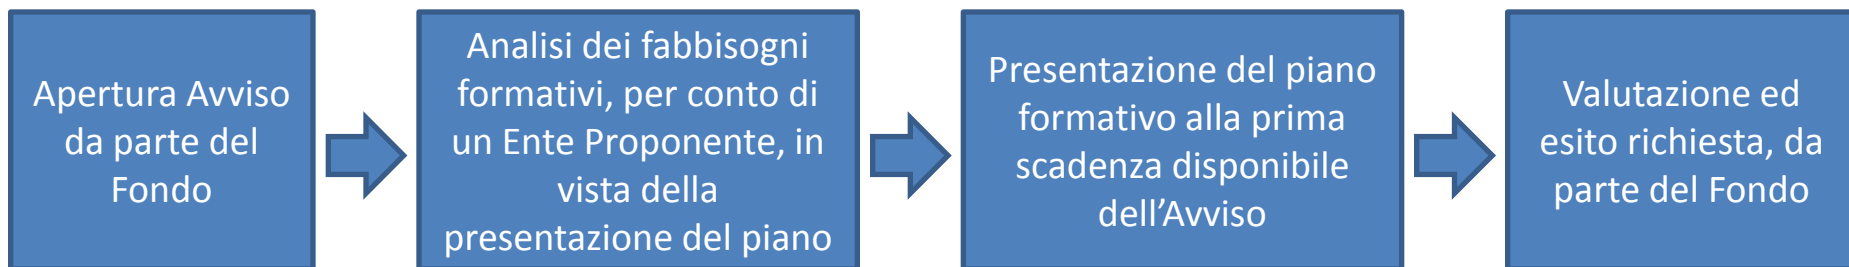 Apertura Avviso
da parte del
Fondo
Analisi dei fabbisogni
formativi, per conto di
un Ente Proponente, in
vista della
presentazione del piano
Presentazione del piano
formativo alla prima
scadenza disponibile
dell’Avviso
Valutazione ed
esito richiesta, da
parte del Fondo